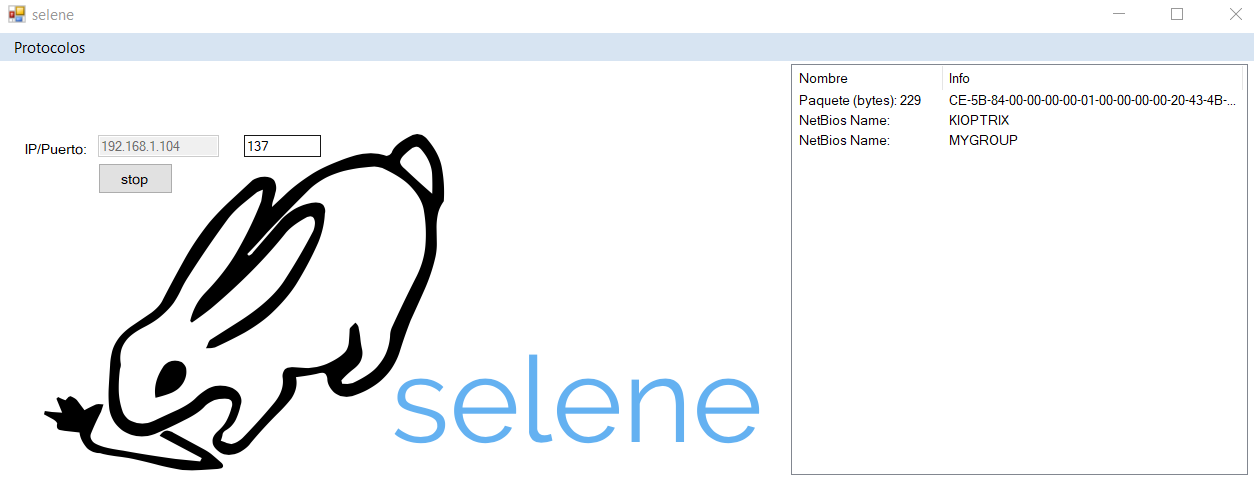 selene
Protocolos
IP/Puerto: 192.168.1.104 137
stop
selene
Nombre Info
Paquete (bytes): 229 CE-5B-84-00-00-00-00-01-00-00-00-00-20-43-4B-...
NetBios Name: KIOPTRIX
NetBios Name: MYGROUP